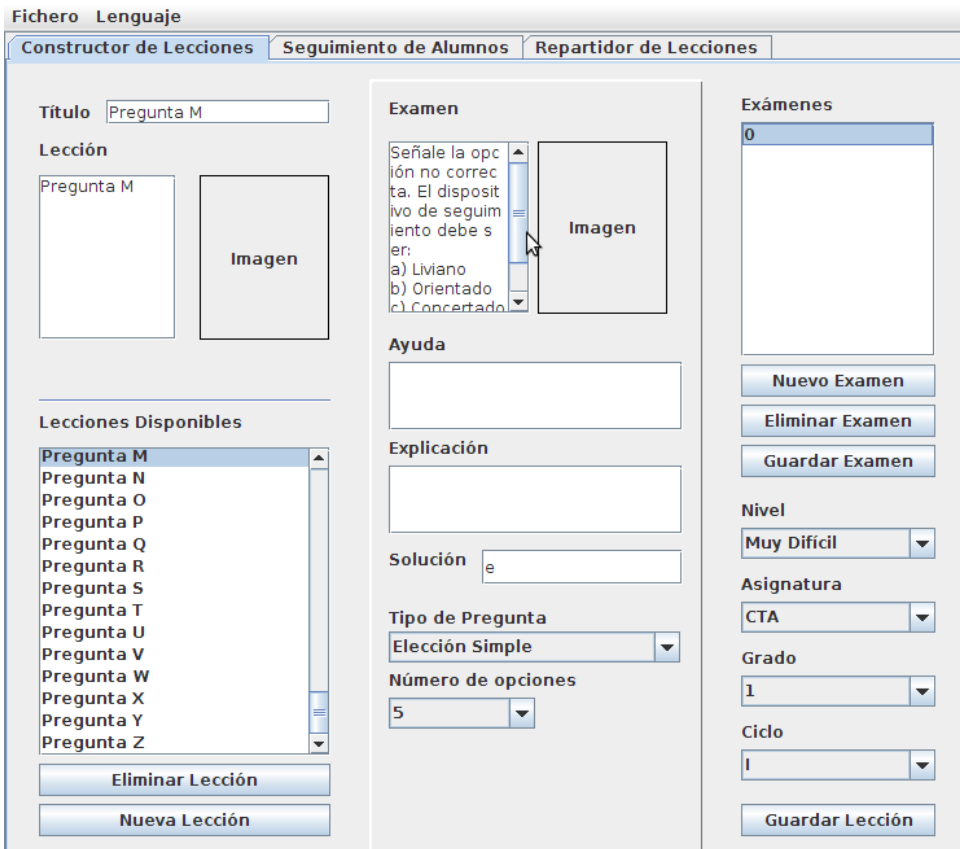 Fichero Lenguaje
Constructor de Lecciones Seguimiento de Alumnos Repartidor de Lecciones
Título Pregunta M
Lección
Pregunta M
Imagen
Lecciones Disponibles
Pregunta M
Pregunta N
Pregunta O
Pregunta P
Pregunta Q
Pregunta R
Pregunta S
Pregunta T
Pregunta U
Pregunta V
Pregunta W
Pregunta X
Pregunta Y
Pregunta Z
Eliminar Lección
Nueva Lección
Examen
Señale la opc
ión no correc
ta. El disposit
ivo de seguim
iento debe s
er:
a) Liviano
b) Orientado
c) Concertado
Imagen
Ayuda
Explicación
Solución e
Tipo de Pregunta
Elección Simple
Número de opciones
5
Exámenes
0
Nuevo Examen
Eliminar Examen
Guardar Examen
Nivel
Muy Difícil
Asignatura
CTA
Grado
1
Ciclo
I
Guardar Lección